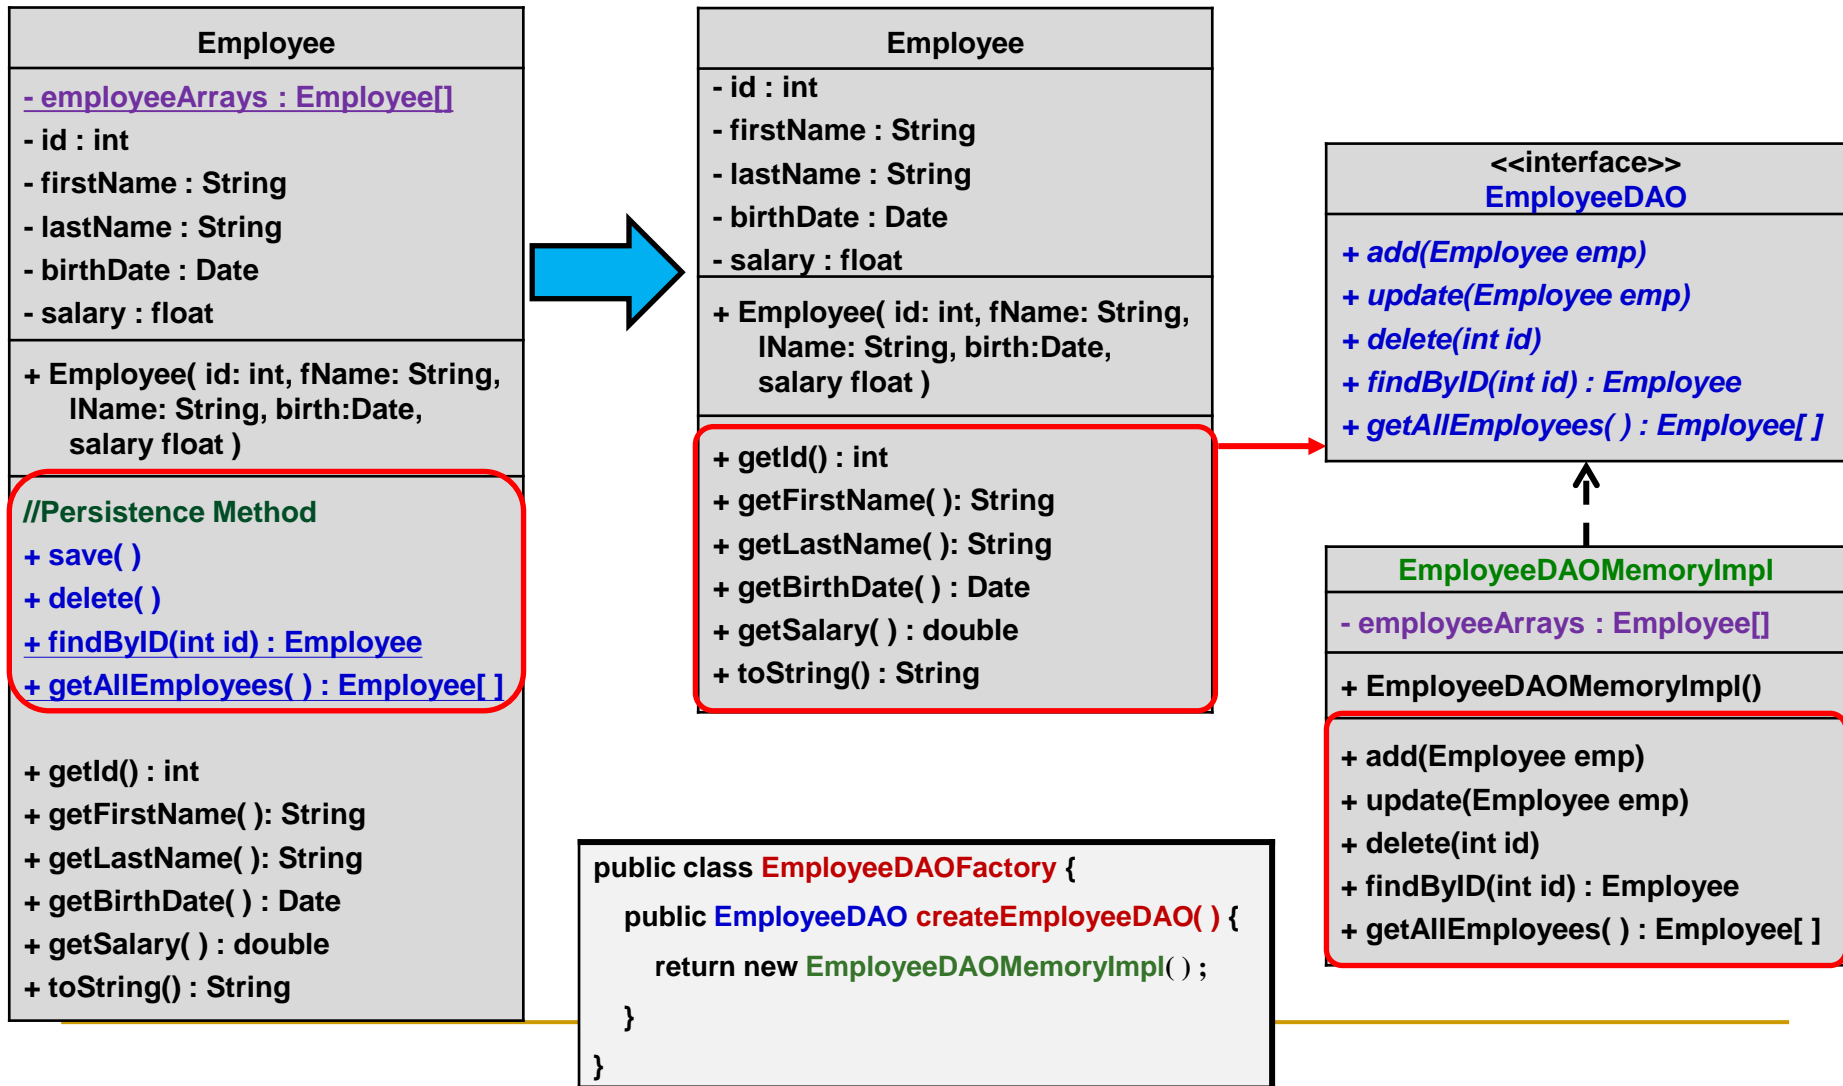 Employee
- employeeArrays : Employee[]
- id : int
- firstName : String
- lastName : String
- birthDate : Date
- salary : float
+ Employee( id: int, fName: String,
lName: String, birth:Date,
salary float )
//Persistence Method
+ save( )
+ delete( )
+ findByID(int id) : Employee
+ getAllEmployees( ) : Employee[ ]
+ getId() : int
+ getFirstName( ): String
+ getLastName( ): String
+ getBirthDate( ) : Date
+ getSalary( ) : double
+ toString() : String
Employee
- id : int
- firstName : String
- lastName : String
- birthDate : Date
- salary : float
+ Employee( id: int, fName: String,
lName: String, birth:Date,
salary float )
+ getId() : int
+ getFirstName( ): String
+ getLastName( ): String
+ getBirthDate( ) : Date
+ getSalary( ) : double
+ toString() : String
<<interface>>
EmployeeDAO
+ add(Employee emp)
+ update(Employee emp)
+ delete(int id)
+ findByID(int id) : Employee
+ getAllEmployees( ) : Employee[ ]
EmployeeDAOMemoryImpl
- employeeArrays : Employee[]
+ EmployeeDAOMemoryImpl()
+ add(Employee emp)
+ update(Employee emp)
+ delete(int id)
+ findByID(int id) : Employee
+ getAllEmployees( ) : Employee[ ]
public class EmployeeDAOFactory {
public EmployeeDAO createEmployeeDAO( ) {
return new EmployeeDAOMemoryImpl( ) ;
}
}